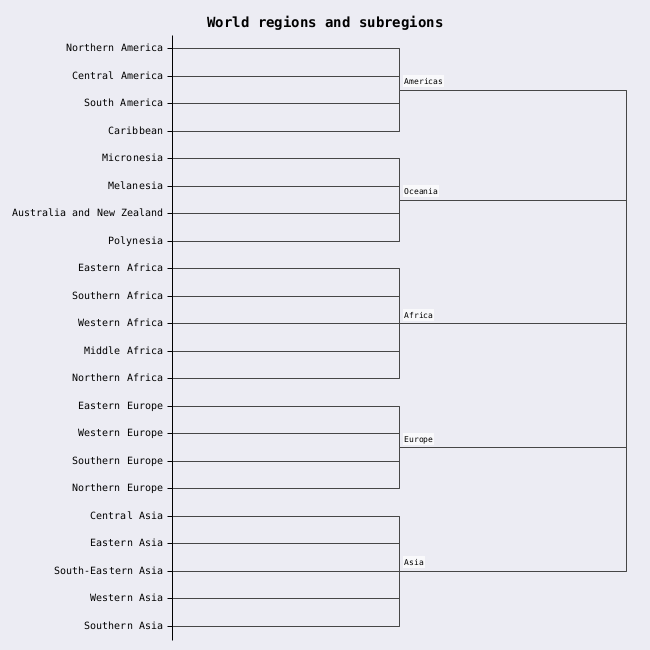 World regions and subregions
Northern America
Central America
Americas
South America
Caribbean
Micronesia
Melanesia
Oceania
Australia and New Zealand
Polynesia
Eastern Africa
Southern Africa
Africa
Western Africa
Middle Africa
Northern Africa
Eastern Europe
Western Europe
Europe
Southern Europe
Northern Europe
Central Asia
Eastern Asia
Asia
South-Eastern Asia
Western Asia
Southern Asia